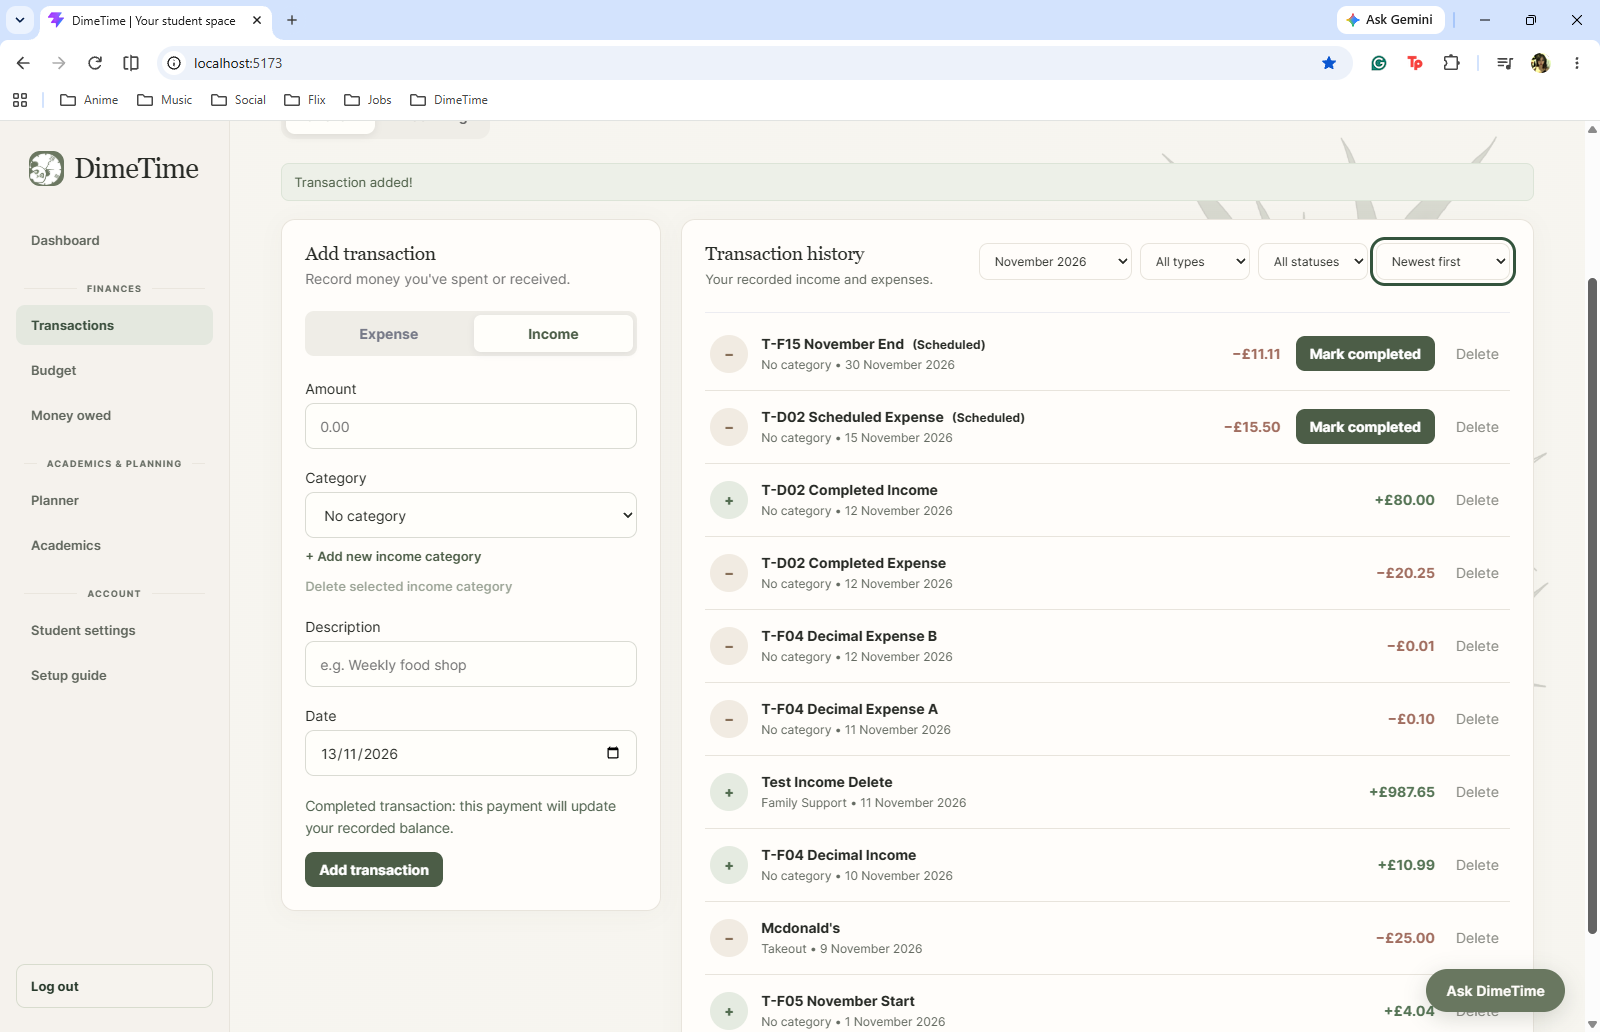 DimeTime | Your student space
Ask Gemini
localhost:5173
Anime
Music
Social
Flix
Jobs
DimeTime
DimeTime
Dashboard
FINANCES
Transactions
Budget
Money owed
ACADEMICS & PLANNING
Planner
Academics
ACCOUNT
Student settings
Setup guide
Log out
Transaction added!
Add transaction
Record money you've spent or received.
Expense
Income
Amount
0.00
Category
No category
+ Add new income category
Delete selected income category
Description
e.g. Weekly food shop
Date
13/11/2026
Completed transaction: this payment will update
your recorded balance.
Add transaction
Transaction history
Your recorded income and expenses.
November 2026
All types
All statuses
Newest first
− T-F15 November End (Scheduled) −£11.11 Mark completed Delete
No category • 30 November 2026
− T-D02 Scheduled Expense (Scheduled) −£15.50 Mark completed Delete
No category • 15 November 2026
+ T-D02 Completed Income +£80.00 Delete
No category • 12 November 2026
− T-D02 Completed Expense −£20.25 Delete
No category • 12 November 2026
− T-F04 Decimal Expense B −£0.01 Delete
No category • 12 November 2026
− T-F04 Decimal Expense A −£0.10 Delete
No category • 11 November 2026
+ Test Income Delete +£987.65 Delete
Family Support • 11 November 2026
+ T-F04 Decimal Income +£10.99 Delete
No category • 10 November 2026
− Mcdonald's −£25.00 Delete
Takeout • 9 November 2026
+ T-F05 November Start +£4.04
No category • 1 November 2026
Ask DimeTime